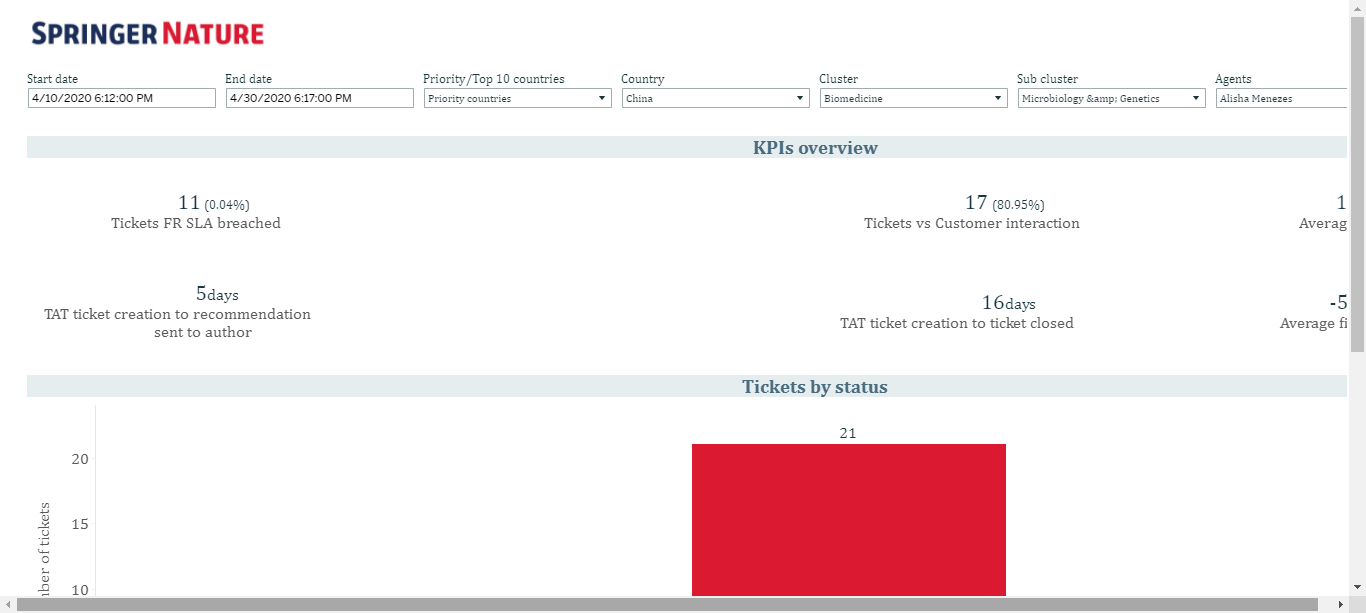 SPRINGER NATURE
Start date
End date
Priority/Top 10 countries
Country
Cluster
Sub cluster
Agents
4/10/2020 6:12:00 PM
4/30/2020 6:17:00 PM
Priority countries
China
Biomedicine
Microbiology &amp; Genetics
Alisha Menezes
KPIs overview
11 (0.04%)
Tickets FR SLA breached
17 (80.95%)
Tickets vs Customer interaction
1
Averag
5days
TAT ticket creation to recommendation
sent to author
16days
TAT ticket creation to ticket closed
-5
Average fi
Tickets by status
21
20
15
10
ber of tickets